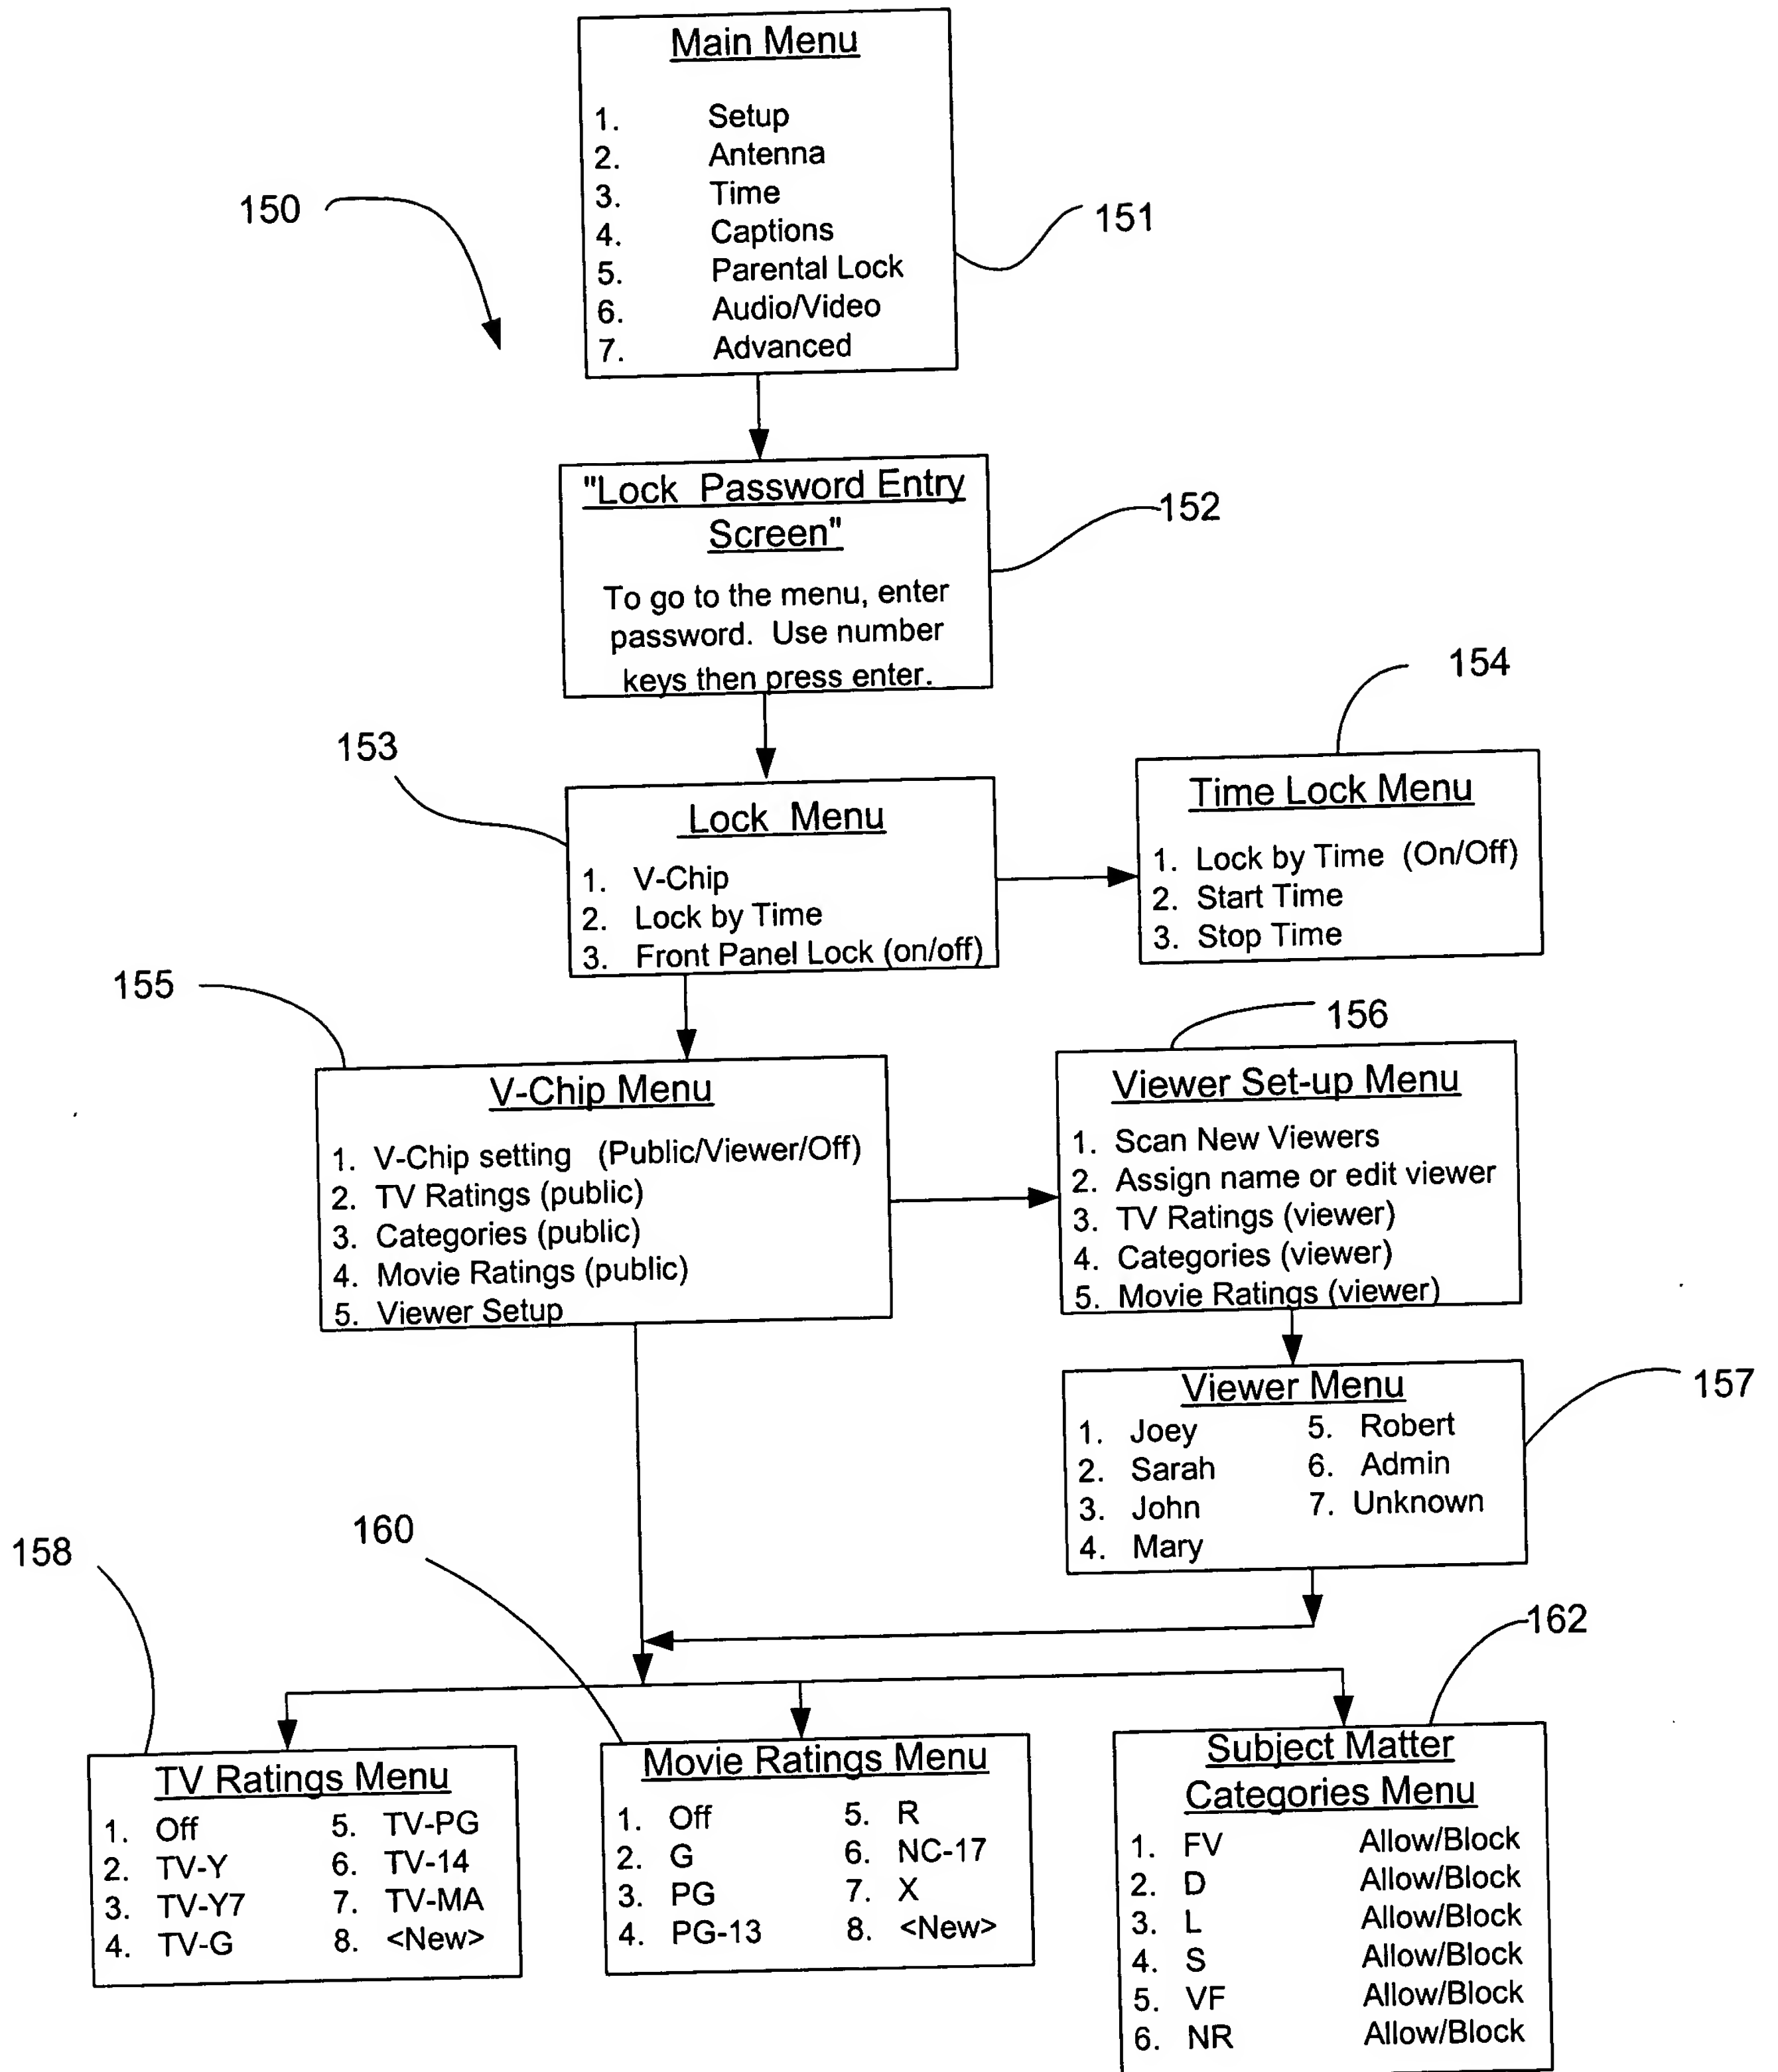 Main Menu
1. Setup
2. Antenna
3. Time
4. Captions
5. Parental Lock
6. Audio/Video
7. Advanced
150
151
"Lock Password Entry
Screen"
To go to the menu, enter
password. Use number
keys then press enter.
152
153
Lock Menu
1. V-Chip
2. Lock by Time
3. Front Panel Lock (on/off)
154
Time Lock Menu
1. Lock by Time (On/Off)
2. Start Time
3. Stop Time
155
V-Chip Menu
1. V-Chip setting (Public/Viewer/Off)
2. TV Ratings (public)
3. Categories (public)
4. Movie Ratings (public)
5. Viewer Setup
156
Viewer Set-up Menu
1. Scan New Viewers
2. Assign name or edit viewer
3. TV Ratings (viewer)
4. Categories (viewer)
5. Movie Ratings (viewer)
Viewer Menu
1. Joey 5. Robert
2. Sarah 6. Admin
3. John 7. Unknown
4. Mary
157
158
TV Ratings Menu
1. Off 5. TV-PG
2. TV-Y 6. TV-14
3. TV-Y7 7. TV-MA
4. TV-G 8. <New>
160
Movie Ratings Menu
1. Off 5. R
2. G 6. NC-17
3. PG 7. X
4. PG-13 8. <New>
162
Subject Matter
Categories Menu
1. FV Allow/Block
2. D Allow/Block
3. L Allow/Block
4. S Allow/Block
5. VF Allow/Block
6. NR Allow/Block